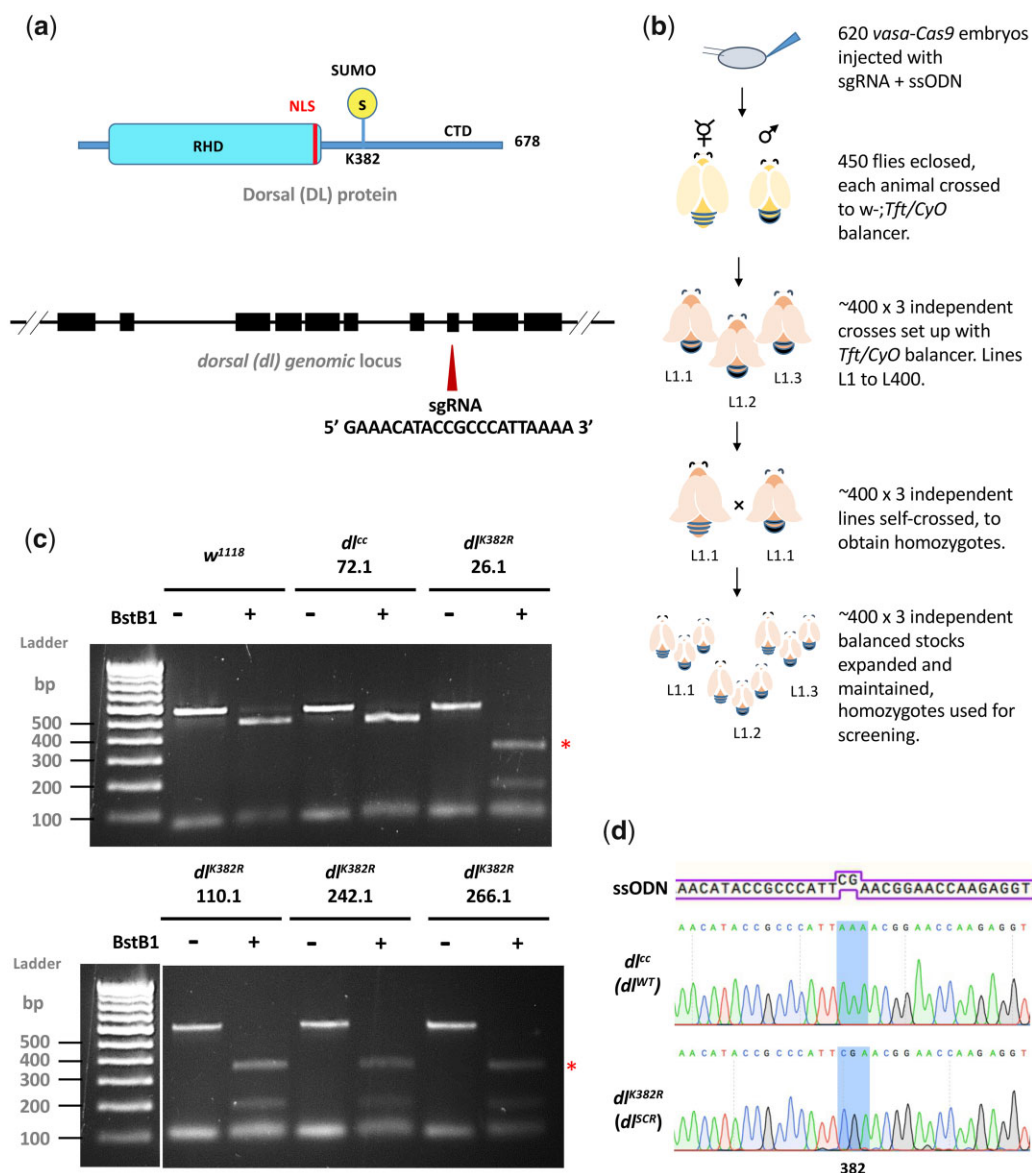 (a)
SUMO
S
NLS
CTD
RHD
678
K382
Dorsal (DL) protein
dorsal (dl) genomic locus
sgRNA
5’ GAAACATACCGCCCATTAAAA 3’
(b)
620 vasa-Cas9 embryos
injected with
sgRNA + ssODN
450 flies eclosed,
each animal crossed
to w-;Tft/CyO
balancer.
~400 x 3 independent
crosses set up with
Tft/CyO balancer. Lines
L1 to L400.
L1.1
L1.2
L1.3
~400 x 3 independent
lines self-crossed, to
obtain homozygotes.
×
L1.1
L1.1
~400 x 3 independent
balanced stocks
expanded and
maintained,
homozygotes used for
screening.
L1.1
L1.2
L1.3
(c)
w1118
dlcc
72.1
dlK382R
26.1
BstB1
- + - + - +
Ladder
bp
500
400
300
200
100
*
dlK382R
110.1
dlK382R
242.1
dlK382R
266.1
BstB1
- + - + - +
Ladder
bp
500
400
300
200
100
*
(d)
ssODN
AACATACCGCCCATTCGAACGGAACCAAGAGGT
AACATACCGCCCATTAAAACGGAACCAAGAGGT
dlcc
(dlWT)
AACATACCGCCCATTCGAACGGAACCAAGAGGT
dlK382R
(dlSCR)
382